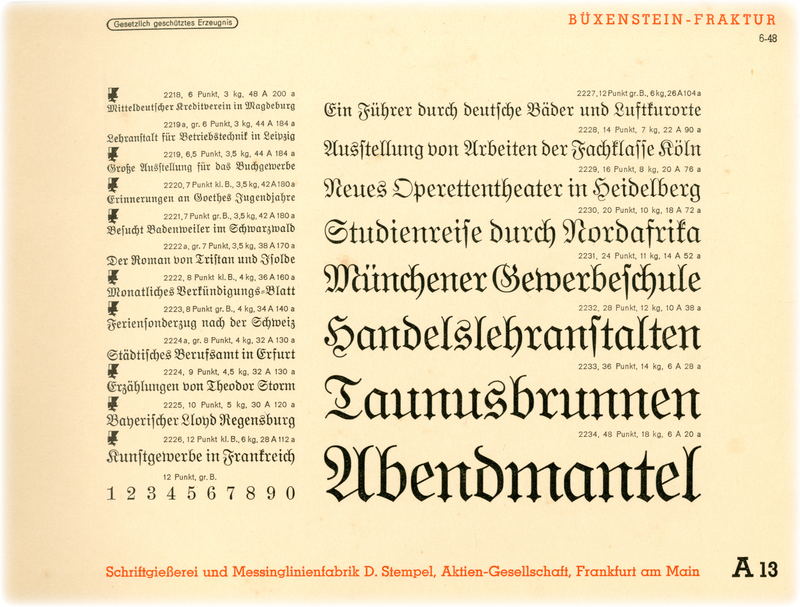 Gesetzlich geschütztes Erzeugnis
BÜXENSTEIN-FRAKTUR
6-48
2218, 6 Punkt, 3 kg, 48 A 200 a
Mitteldeutscher Kreditverein in Magdeburg
2219a, gr. 6 Punkt, 3 kg, 44 A 184 a
Lehranstalt für Betriebstechnik in Leipzig
2219, 6,5 Punkt, 3,5 kg, 44 A 184 a
Große Ausstellung für das Buchgewerbe
2220, 7 Punkt kl. B., 3,5 kg, 42 A 180 a
Erinnerungen an Goethes Jugendjahre
2221, 7 Punkt gr. B., 3,5 kg, 42 A 180 a
Besucht Badenweiler im Schwarzwald
2222a, gr. 7 Punkt, 3,5 kg, 38 A 170 a
Der Roman von Tristan und Isolde
2222, 8 Punkt kl. B., 4 kg, 36 A 160 a
Monatliches Verkündigungs-Blatt
2223, 8 Punkt gr. B., 4 kg, 34 A 140 a
Feriensonderzug nach der Schweiz
2224a, gr. 8 Punkt, 4 kg, 32 A 130 a
Städtisches Berufsamt in Erfurt
2224, 9 Punkt, 4,5 kg, 32 A 130 a
Erzählungen von Theodor Storm
2225, 10 Punkt, 5 kg, 30 A 120 a
Bayerischer Lloyd Regensburg
2226, 12 Punkt kl. B., 6 kg, 28 A 112 a
Kunstgewerbe in Frankreich
12 Punkt, gr. B.
1 2 3 4 5 6 7 8 9 0
2227, 12 Punkt gr. B., 6 kg, 26 A 104 a
Ein Führer durch deutsche Bäder und Luftkurorte
2228, 14 Punkt, 7 kg, 22 A 90 a
Ausstellung von Arbeiten der Fachklasse Köln
2229, 16 Punkt, 8 kg, 20 A 76 a
Neues Operettentheater in Heidelberg
2230, 20 Punkt, 10 kg, 18 A 72 a
Studienreise durch Nordafrika
2231, 24 Punkt, 11 kg, 14 A 52 a
Münchener Gewerbeschule
2232, 28 Punkt, 12 kg, 10 A 38 a
Handelslehranstalten
2233, 36 Punkt, 14 kg, 6 A 28 a
Taunusbrunnen
2234, 48 Punkt, 18 kg, 6 A 20 a
Abendmantel
Schriftgießerei und Messinglinienfabrik D. Stempel, Aktien-Gesellschaft, Frankfurt am Main
A 13